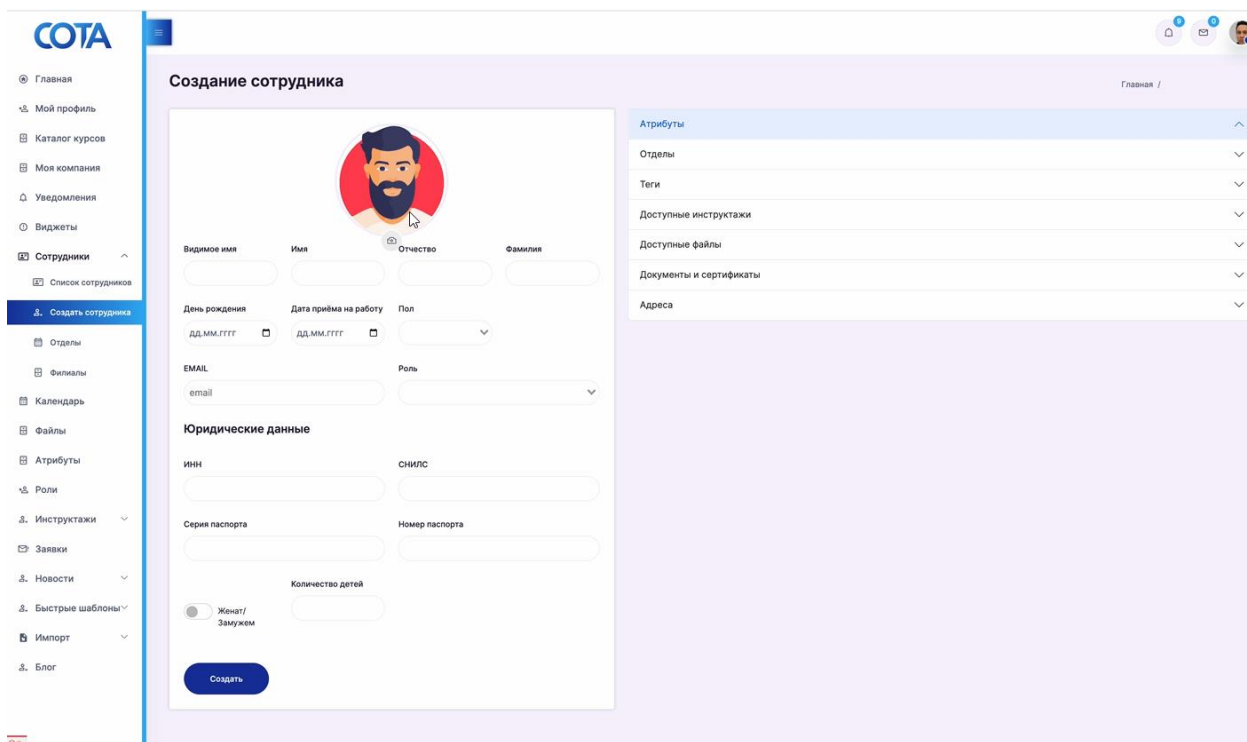 СОТА
9
0
Главная
Мой профиль
Каталог курсов
Моя компания
Уведомления
Виджеты
Сотрудники
Список сотрудников
Создать сотрудника
Отделы
Филиалы
Календарь
Файлы
Атрибуты
Роли
Инструктажи
Заявки
Новости
Быстрые шаблоны
Импорт
Блог
Создание сотрудника
Главная /
Видимое имя Имя Отчество Фамилия
День рождения Дата приёма на работу Пол
дд.мм.гггг дд.мм.гггг
EMAIL Роль
email
Юридические данные
ИНН СНИЛС
Серия паспорта Номер паспорта
Количество детей
Женат/
Замужем
Создать
Атрибуты
Отделы
Теги
Доступные инструктажи
Доступные файлы
Документы и сертификаты
Адреса